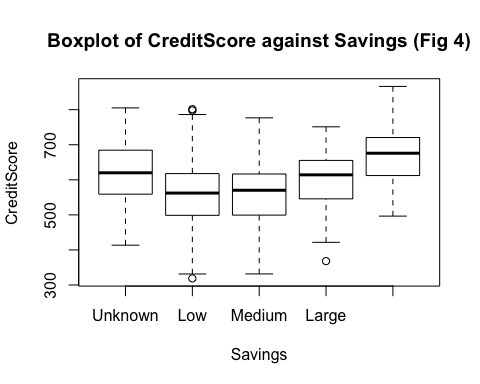 Boxplot of CreditScore against Savings (Fig 4)
CreditScore
700
500
300
Unknown Low Medium Large
Savings